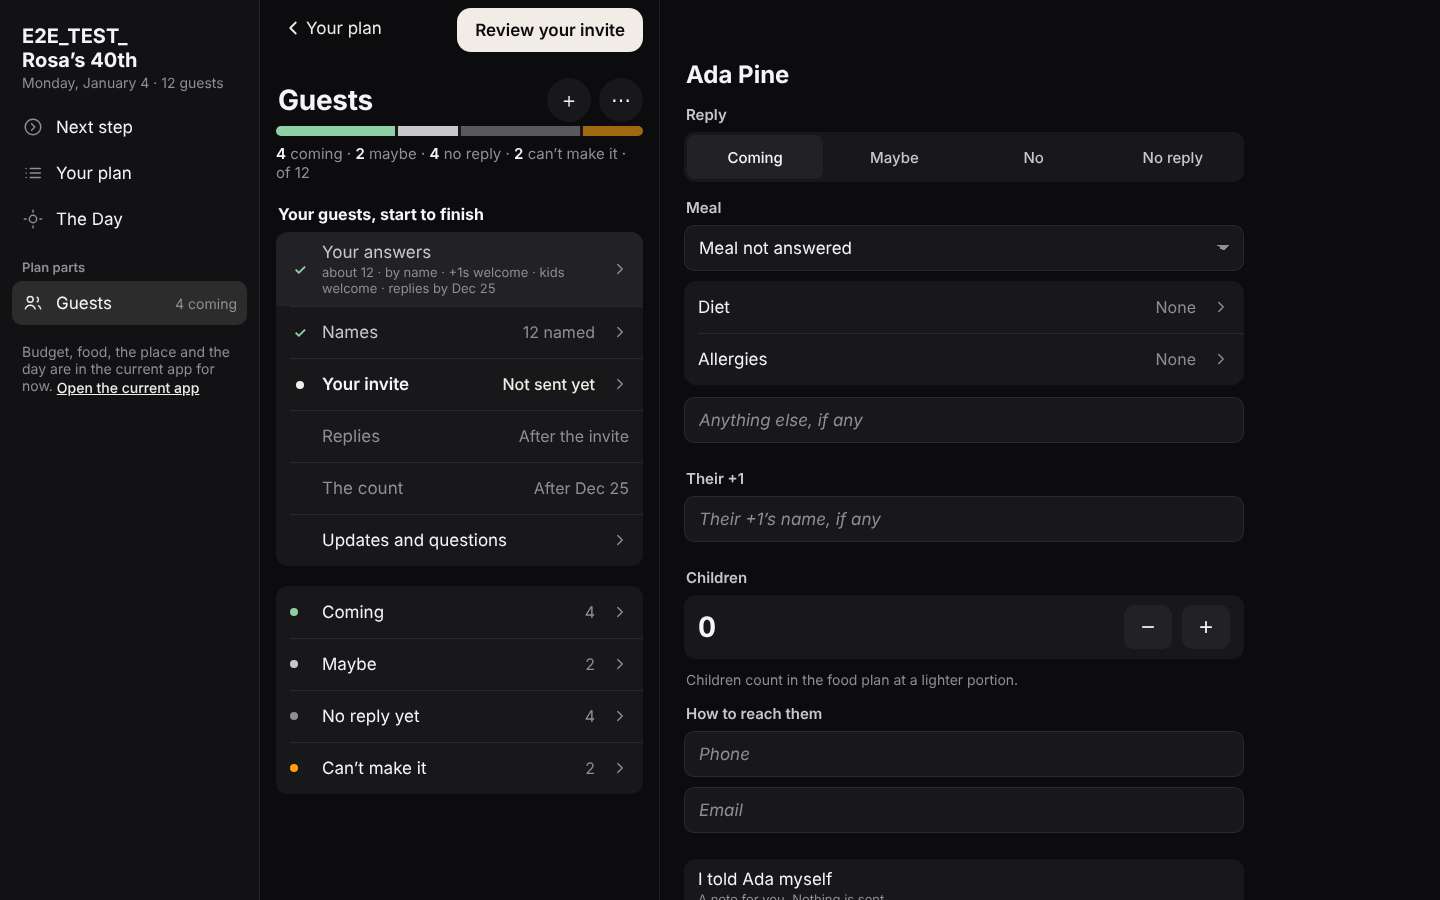 E2E_TEST_
Rosa’s 40th
Monday, January 4 · 12 guests
Next step
Your plan
The Day
Plan parts
Guests 4 coming
Budget, food, the place and the
day are in the current app for
now. Open the current app
Your plan
Review your invite
Guests
+ ···
4 coming · 2 maybe · 4 no reply · 2 can’t make it ·
of 12
Your guests, start to finish
Your answers
about 12 · by name · +1s welcome · kids
welcome · replies by Dec 25
Names 12 named
Your invite Not sent yet
Replies After the invite
The count After Dec 25
Updates and questions
Coming 4
Maybe 2
No reply yet 4
Can’t make it 2
Ada Pine
Reply
Coming Maybe No No reply
Meal
Meal not answered
Diet None
Allergies None
Anything else, if any
Their +1
Their +1’s name, if any
Children
0 − +
Children count in the food plan at a lighter portion.
How to reach them
Phone
Email
I told Ada myself
A note for you. Nothing is sent.